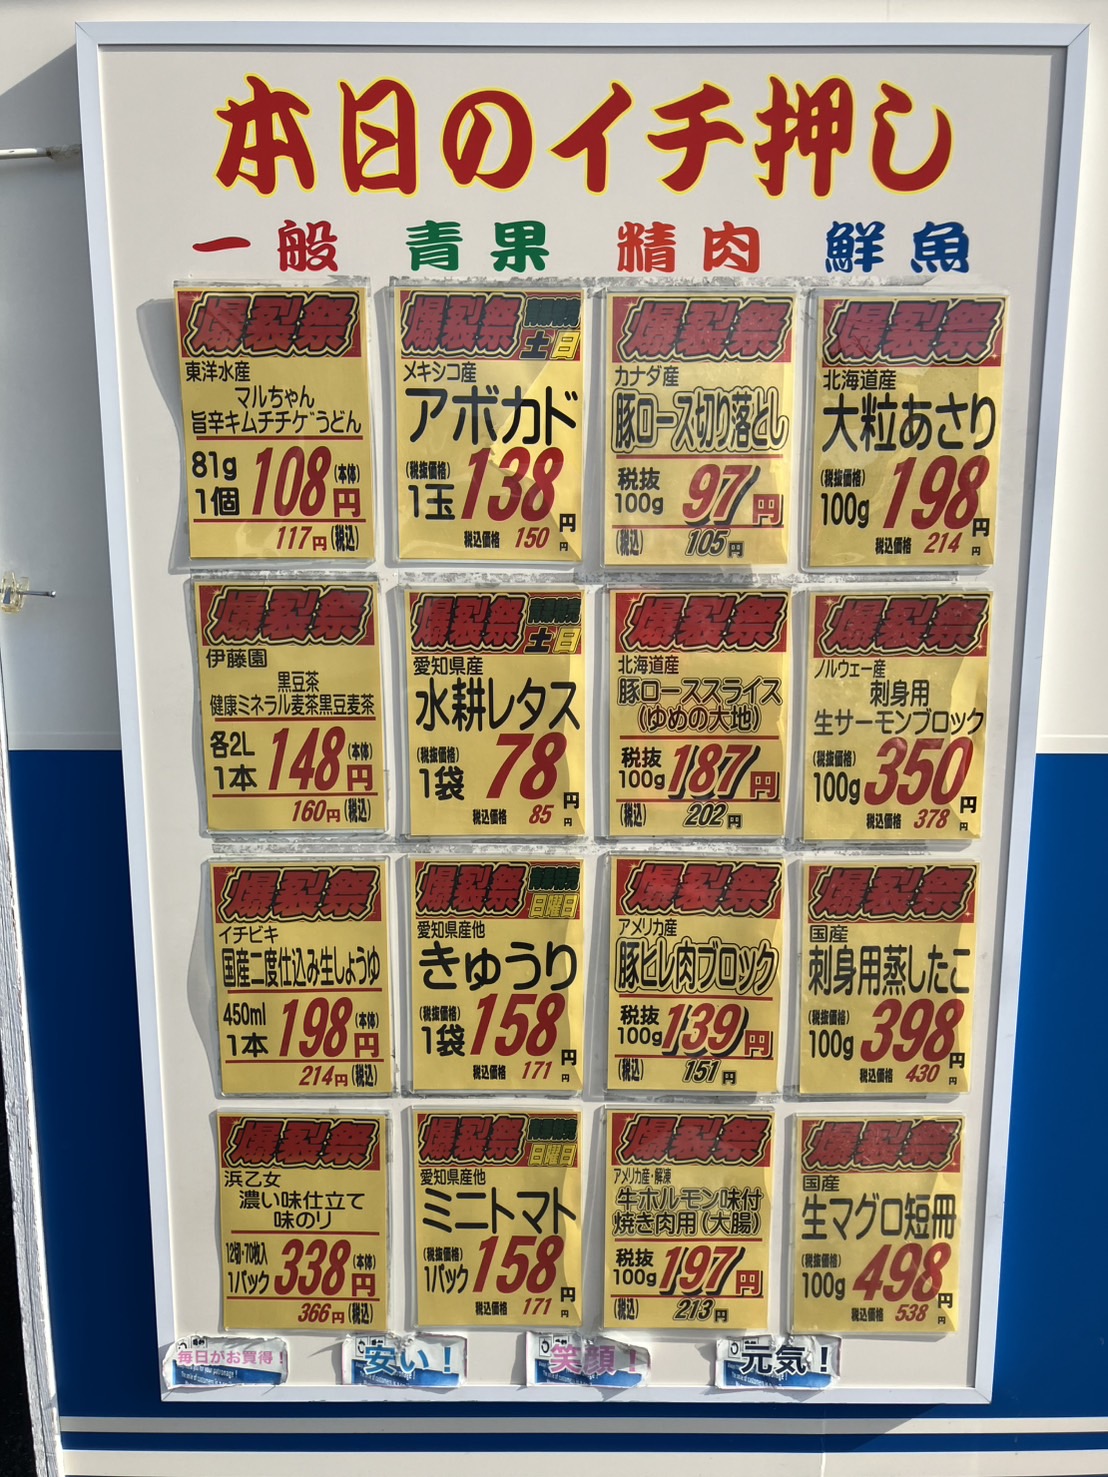 本日のイチ押し
一般 青果 精肉 鮮魚
爆裂祭
東洋水産
マルちゃん
旨辛キムチチゲうどん
81g
1個
108円
(本体)
117円(税込)
爆裂祭
土日
メキシコ産
アボカド
(税抜価格)
1玉
138円
税込価格 150円
爆裂祭
カナダ産
豚ロース切り落とし
税抜
100g
97円
(税込) 105円
爆裂祭
北海道産
大粒あさり
(税抜価格)
100g
198円
税込価格 214円
爆裂祭
伊藤園
黒豆茶
健康ミネラル麦茶黒豆麦茶
各2L
1本
148円
(本体)
160円(税込)
爆裂祭
土日
愛知県産
水耕レタス
(税抜価格)
1袋
78円
税込価格 85円
爆裂祭
北海道産
豚ローススライス
(ゆめの大地)
税抜
100g
187円
(税込) 202円
爆裂祭
ノルウェー産
刺身用
生サーモンブロック
(税抜価格)
100g
350円
税込価格 378円
爆裂祭
イチビキ
国産二度仕込み生しょうゆ
450ml
1本
198円
(本体)
214円(税込)
爆裂祭
日曜日
愛知県産他
きゅうり
(税抜価格)
1袋
158円
税込価格 171円
爆裂祭
アメリカ産
豚ヒレ肉ブロック
税抜
100g
139円
(税込) 151円
爆裂祭
国産
刺身用蒸したこ
(税抜価格)
100g
398円
税込価格 430円
爆裂祭
浜乙女
濃い味仕立て
味のり
12切・70枚入
1パック
338円
(本体)
366円(税込)
爆裂祭
日曜日
愛知県産他
ミニトマト
(税抜価格)
1パック
158円
税込価格 171円
爆裂祭
アメリカ産・解凍
牛ホルモン味付
焼き肉用(大腸)
税抜
100g
197円
(税込) 213円
爆裂祭
国産
生マグロ短冊
(税抜価格)
100g
498円
税込価格 538円
毎日がお買得!
安い!
笑顔!
元気!